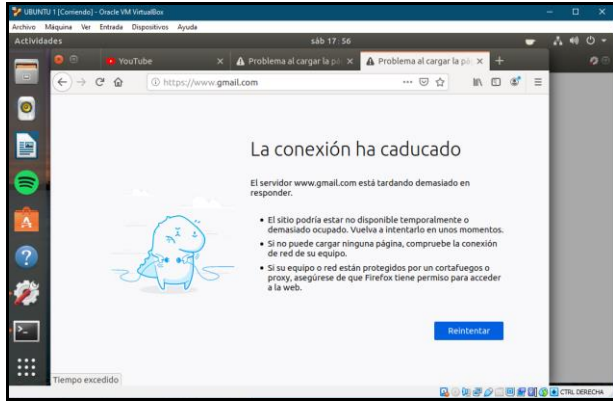 UBUNTU 1 [Corriendo] - Oracle VM VirtualBox
Archivo Máquina Ver Entrada Dispositivos Ayuda
Actividades sáb 17:56
YouTube Problema al cargar la pá Problema al cargar la pá
https://www.gmail.com
La conexión ha caducado
El servidor www.gmail.com está tardando demasiado en
responder.
El sitio podría estar no disponible temporalmente o
demasiado ocupado. Vuelva a intentarlo en unos momentos.
Si no puede cargar ninguna página, compruebe la conexión
de red de su equipo.
Si su equipo o red están protegidos por un cortafuegos o
proxy, asegúrese de que Firefox tiene permiso para acceder
a la web.
Reintentar
Tiempo excedido
CTRL DERECHA